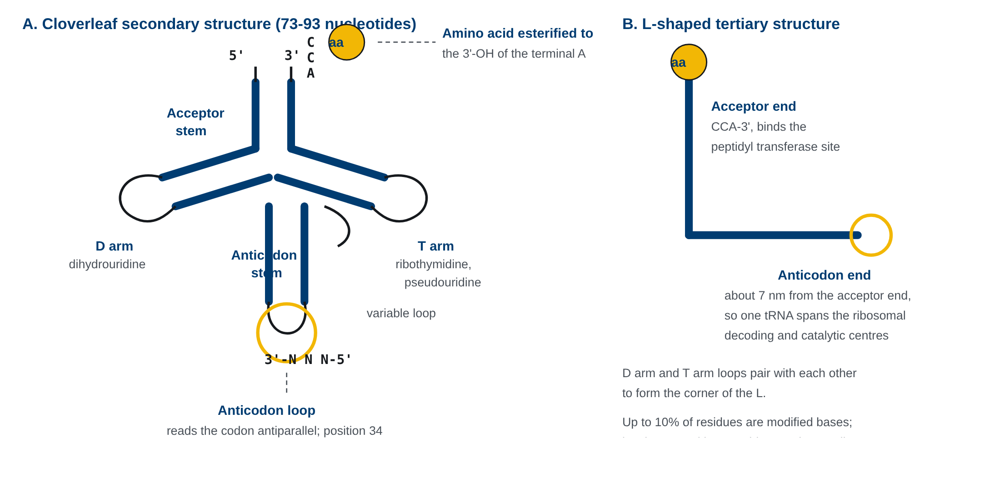 A. Cloverleaf secondary structure (73-93 nucleotides)
5'
3'
C
C
A
aa
Amino acid esterified to
the 3'-OH of the terminal A
Acceptor
stem
D arm
dihydrouridine
Anticodon
stem
T arm
ribothymidine,
pseudouridine
variable loop
3'-N N N-5'
Anticodon loop
reads the codon antiparallel; position 34
B. L-shaped tertiary structure
aa
Acceptor end
CCA-3', binds the
peptidyl transferase site
Anticodon end
about 7 nm from the acceptor end,
so one tRNA spans the ribosomal
decoding and catalytic centres
D arm and T arm loops pair with each other
to form the corner of the L.
Up to 10% of residues are modified bases;